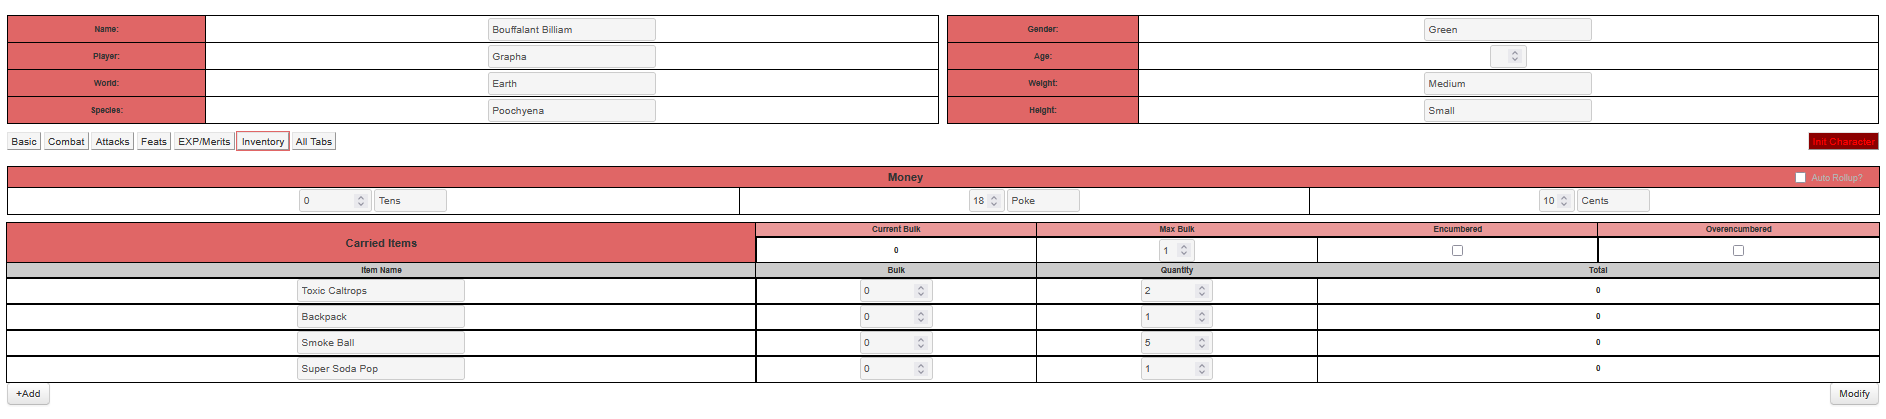 Name: Bouffalant Billiam Gender: Green
Player: Grapha Age:
World: Earth Weight: Medium
Species: Poochyena Height: Small
Basic Combat Attacks Feats EXP/Merits Inventory All Tabs Init Character
Money Auto Rollup?
0 Tens 18 Poke 10 Cents
Carried Items Current Bulk Max Bulk Encumbered Overencumbered
0 1
Item Name Bulk Quantity Total
Toxic Caltrops 0 2 0
Backpack 0 1 0
Smoke Ball 0 5 0
Super Soda Pop 0 1 0
+Add Modify